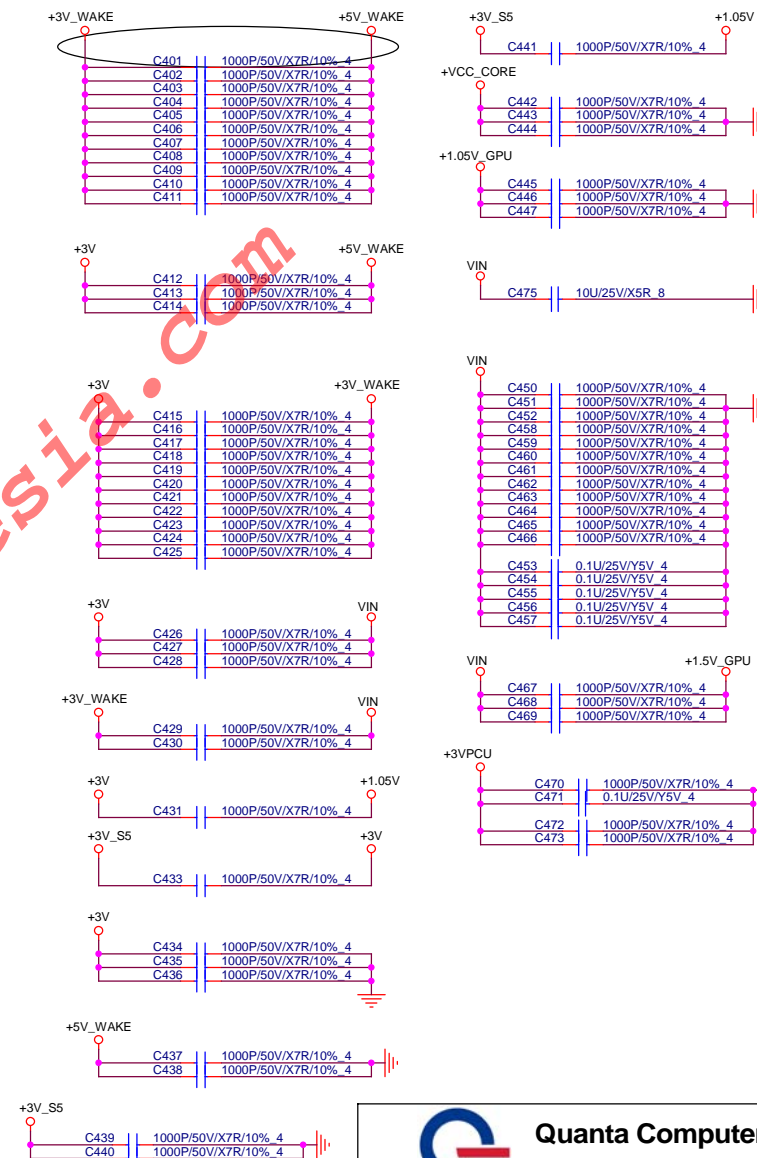 +3V_WAKE +5V_WAKE
C401 1000P/50V/X7R/10%_4
C402 1000P/50V/X7R/10%_4
C403 1000P/50V/X7R/10%_4
C404 1000P/50V/X7R/10%_4
C405 1000P/50V/X7R/10%_4
C406 1000P/50V/X7R/10%_4
C407 1000P/50V/X7R/10%_4
C408 1000P/50V/X7R/10%_4
C409 1000P/50V/X7R/10%_4
C410 1000P/50V/X7R/10%_4
C411 1000P/50V/X7R/10%_4
+3V +5V_WAKE
C412 1000P/50V/X7R/10%_4
C413 1000P/50V/X7R/10%_4
C414 1000P/50V/X7R/10%_4
+3V +3V_WAKE
C415 1000P/50V/X7R/10%_4
C416 1000P/50V/X7R/10%_4
C417 1000P/50V/X7R/10%_4
C418 1000P/50V/X7R/10%_4
C419 1000P/50V/X7R/10%_4
C420 1000P/50V/X7R/10%_4
C421 1000P/50V/X7R/10%_4
C422 1000P/50V/X7R/10%_4
C423 1000P/50V/X7R/10%_4
C424 1000P/50V/X7R/10%_4
C425 1000P/50V/X7R/10%_4
+3V VIN
C426 1000P/50V/X7R/10%_4
C427 1000P/50V/X7R/10%_4
C428 1000P/50V/X7R/10%_4
+3V_WAKE VIN
C429 1000P/50V/X7R/10%_4
C430 1000P/50V/X7R/10%_4
+3V +1.05V
C431 1000P/50V/X7R/10%_4
+3V_S5 +3V
C433 1000P/50V/X7R/10%_4
+3V
C434 1000P/50V/X7R/10%_4
C435 1000P/50V/X7R/10%_4
C436 1000P/50V/X7R/10%_4
+5V_WAKE
C437 1000P/50V/X7R/10%_4
C438 1000P/50V/X7R/10%_4
+3V_S5
C439 1000P/50V/X7R/10%_4
C440 1000P/50V/X7R/10%_4
+3V_S5 +1.05V
C441 1000P/50V/X7R/10%_4
+VCC_CORE
C442 1000P/50V/X7R/10%_4
C443 1000P/50V/X7R/10%_4
C444 1000P/50V/X7R/10%_4
+1.05V_GPU
C445 1000P/50V/X7R/10%_4
C446 1000P/50V/X7R/10%_4
C447 1000P/50V/X7R/10%_4
VIN
C475 10U/25V/X5R_8
VIN
C450 1000P/50V/X7R/10%_4
C451 1000P/50V/X7R/10%_4
C452 1000P/50V/X7R/10%_4
C458 1000P/50V/X7R/10%_4
C459 1000P/50V/X7R/10%_4
C460 1000P/50V/X7R/10%_4
C461 1000P/50V/X7R/10%_4
C462 1000P/50V/X7R/10%_4
C463 1000P/50V/X7R/10%_4
C464 1000P/50V/X7R/10%_4
C465 1000P/50V/X7R/10%_4
C466 1000P/50V/X7R/10%_4
C453 0.1U/25V/Y5V_4
C454 0.1U/25V/Y5V_4
C455 0.1U/25V/Y5V_4
C456 0.1U/25V/Y5V_4
C457 0.1U/25V/Y5V_4
VIN +1.5V_GPU
C467 1000P/50V/X7R/10%_4
C468 1000P/50V/X7R/10%_4
C469 1000P/50V/X7R/10%_4
+3VPCU
C470 1000P/50V/X7R/10%_4
C471 0.1U/25V/Y5V_4
C472 1000P/50V/X7R/10%_4
C473 1000P/50V/X7R/10%_4
sia.com
Quanta Compute